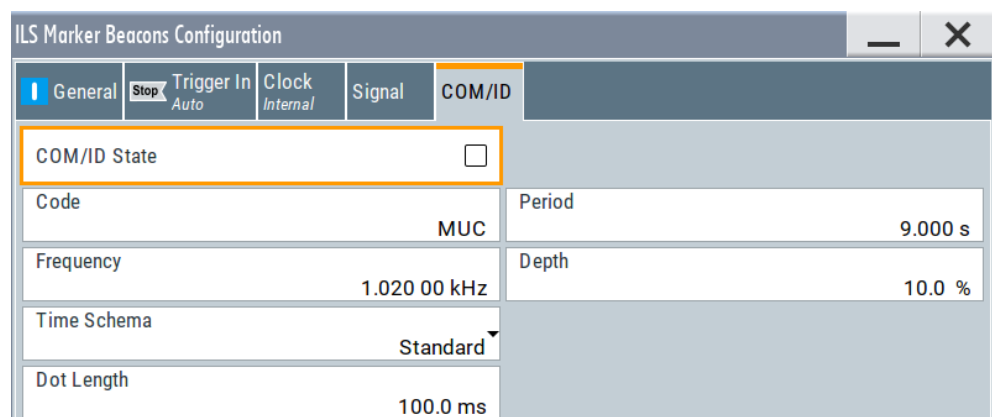 ILS Marker Beacons Configuration
General Stop Trigger In Auto Clock Internal Signal COM/ID
COM/ID State
Code MUC Period 9.000 s
Frequency 1.020 00 kHz Depth 10.0 %
Time Schema Standard
Dot Length 100.0 ms